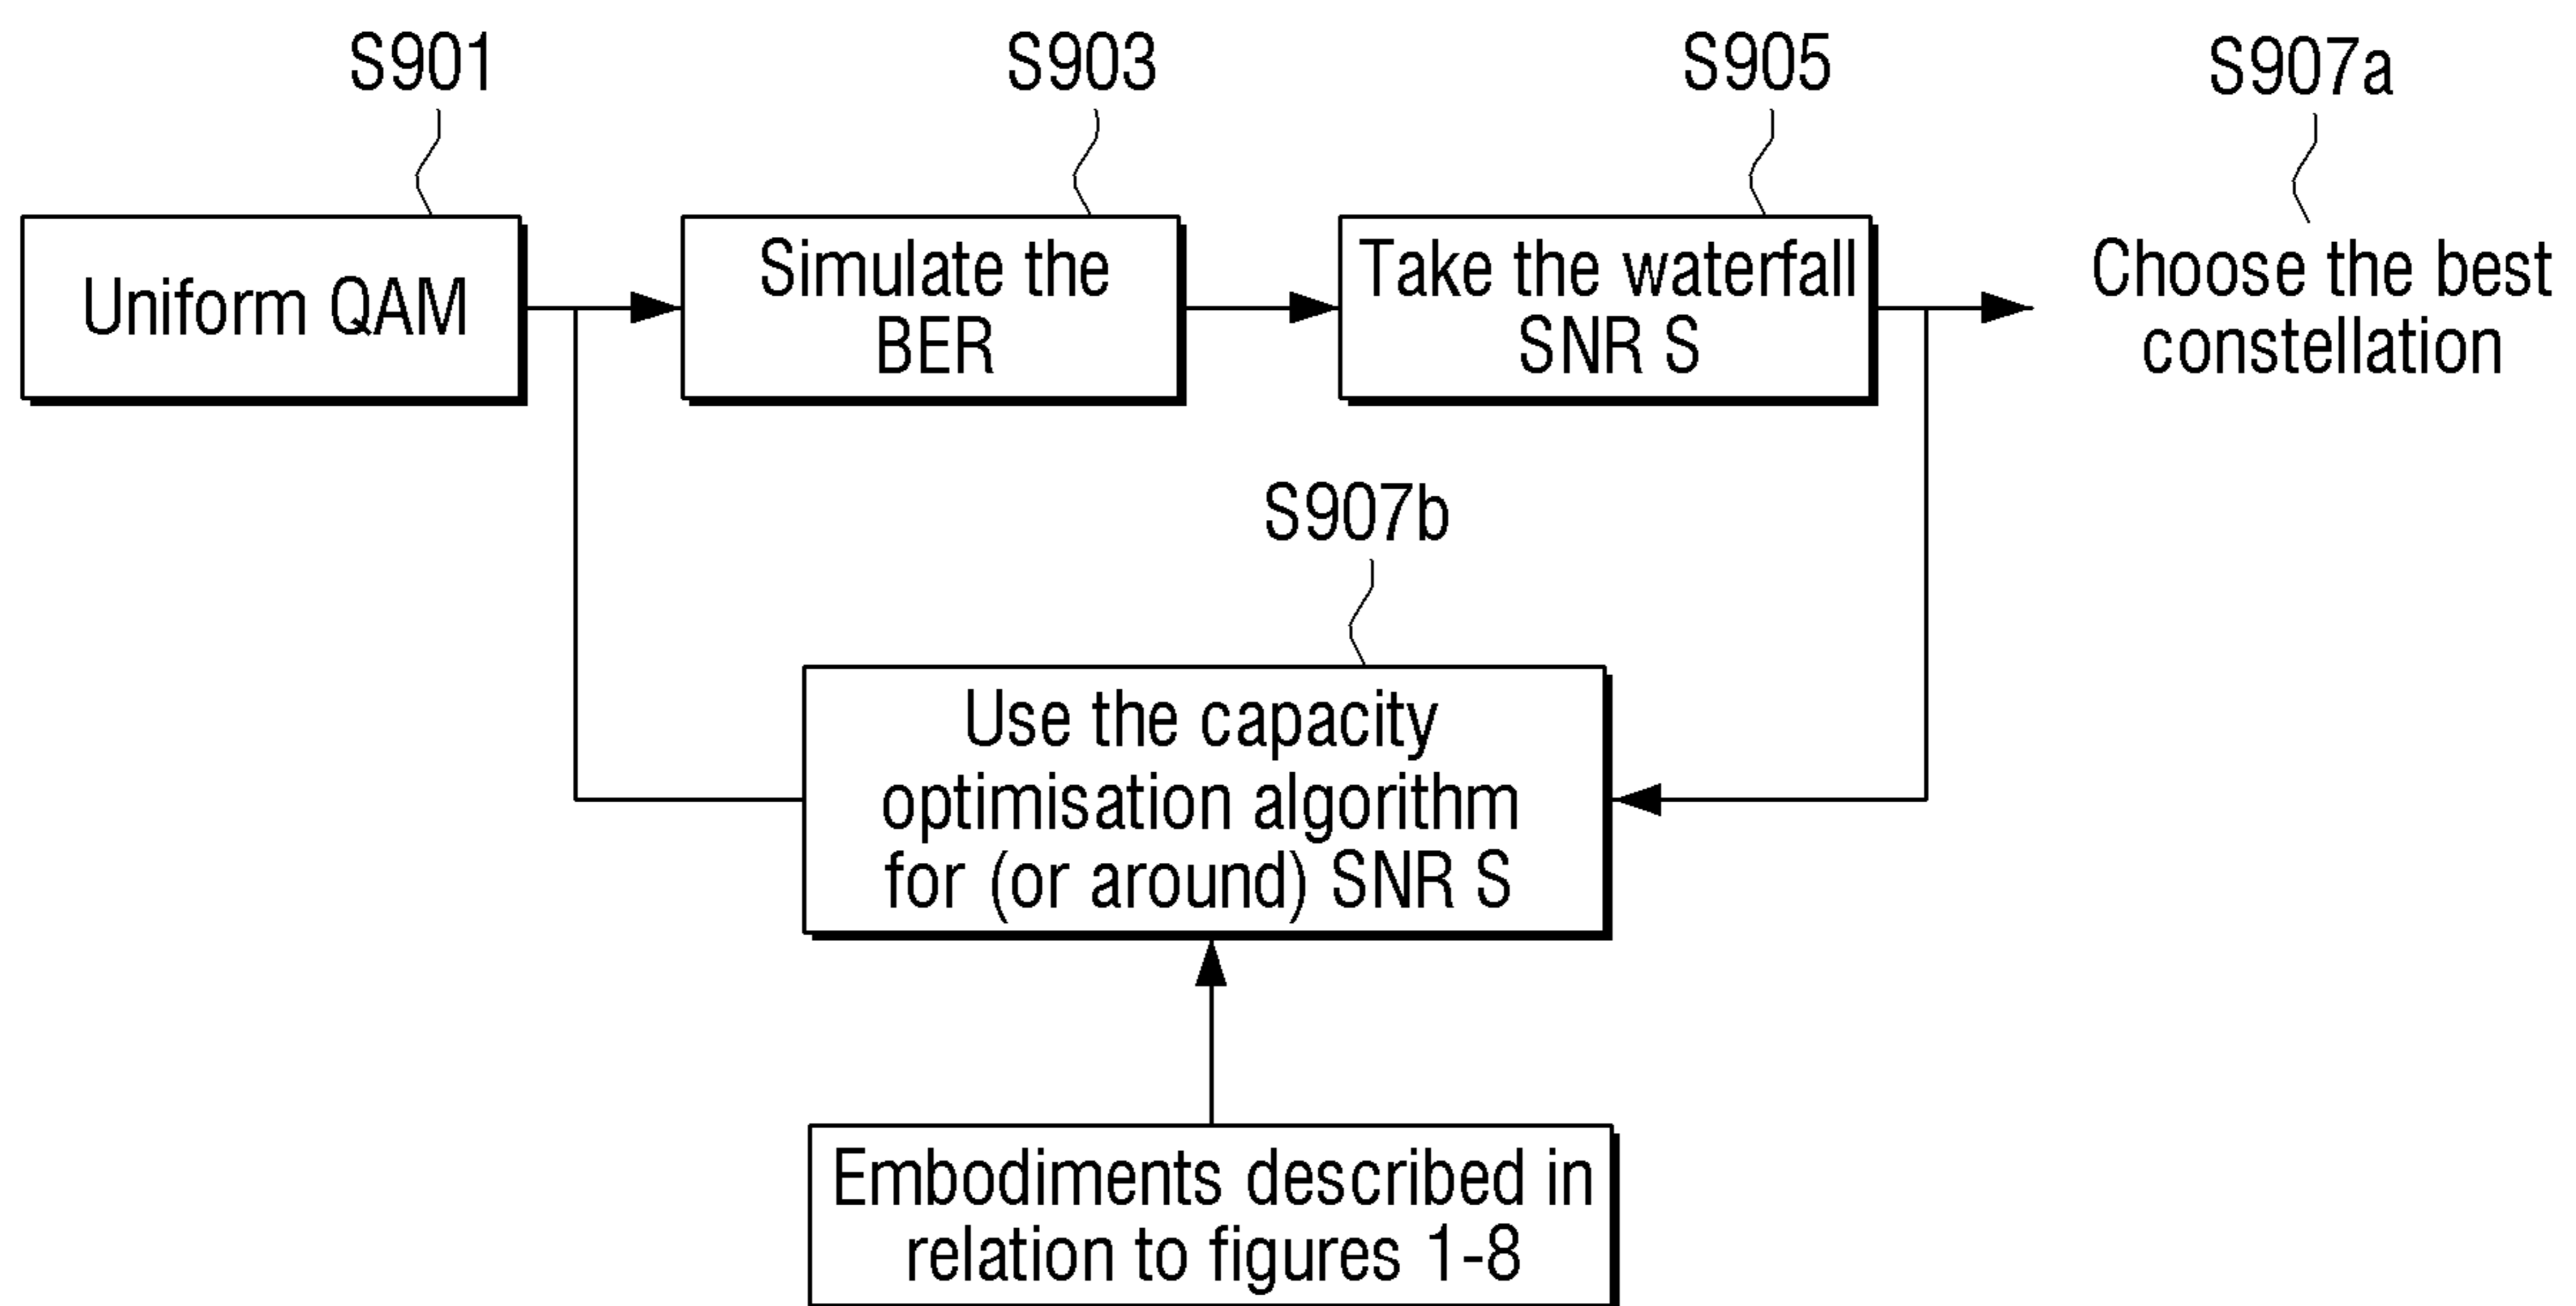 S901
S903
S905
S907a
Uniform QAM
Simulate the
BER
Take the waterfall
SNR S
Choose the best
constellation
S907b
Use the capacity
optimisation algorithm
for (or around) SNR S
Embodiments described in
relation to figures 1-8